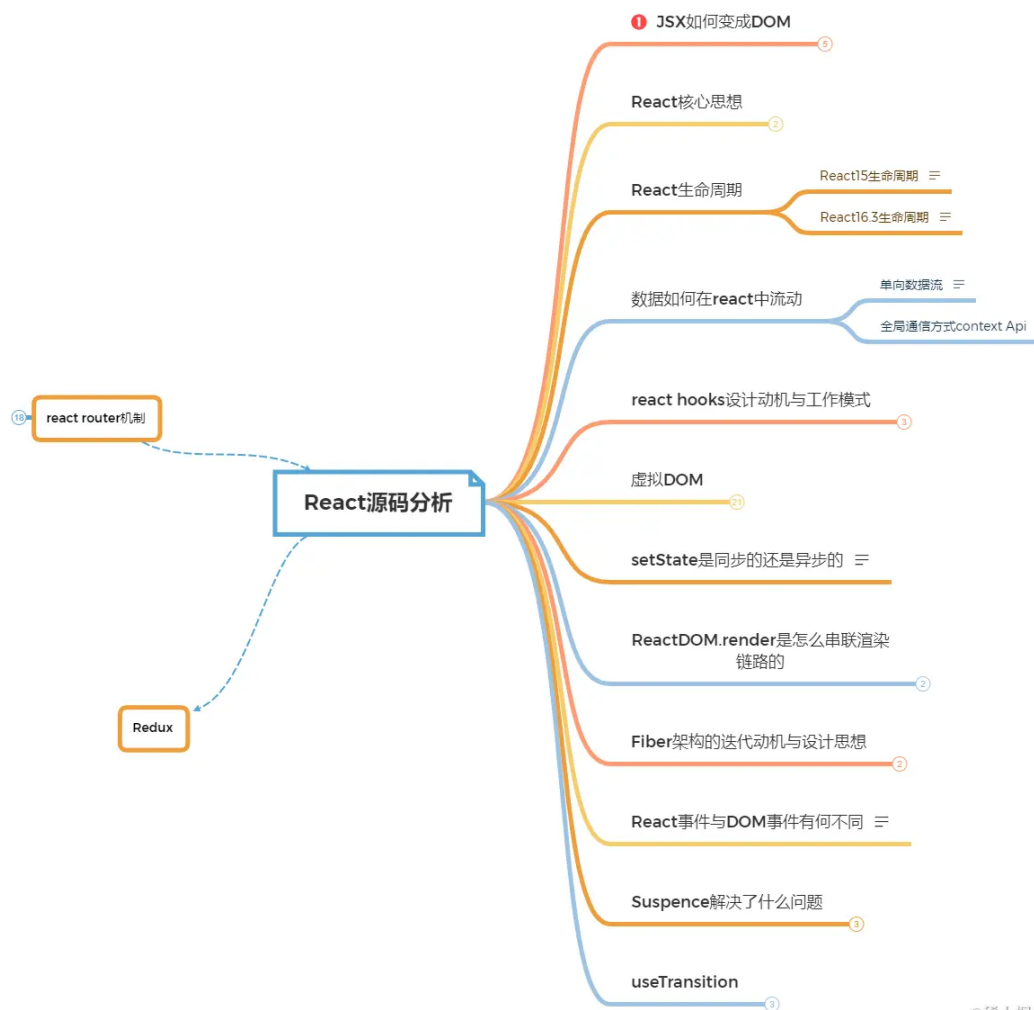 1 JSX如何变成DOM
5
React核心思想
2
React生命周期
React15生命周期
React16.3生命周期
数据如何在react中流动
单向数据流
全局通信方式context Api
react hooks设计动机与工作模式
3
虚拟DOM
21
setState是同步的还是异步的
ReactDOM.render是怎么串联渲染
链路的
2
Fiber架构的迭代动机与设计思想
2
React事件与DOM事件有何不同
Suspence解决了什么问题
3
useTransition
3
18
react router机制
React源码分析
Redux